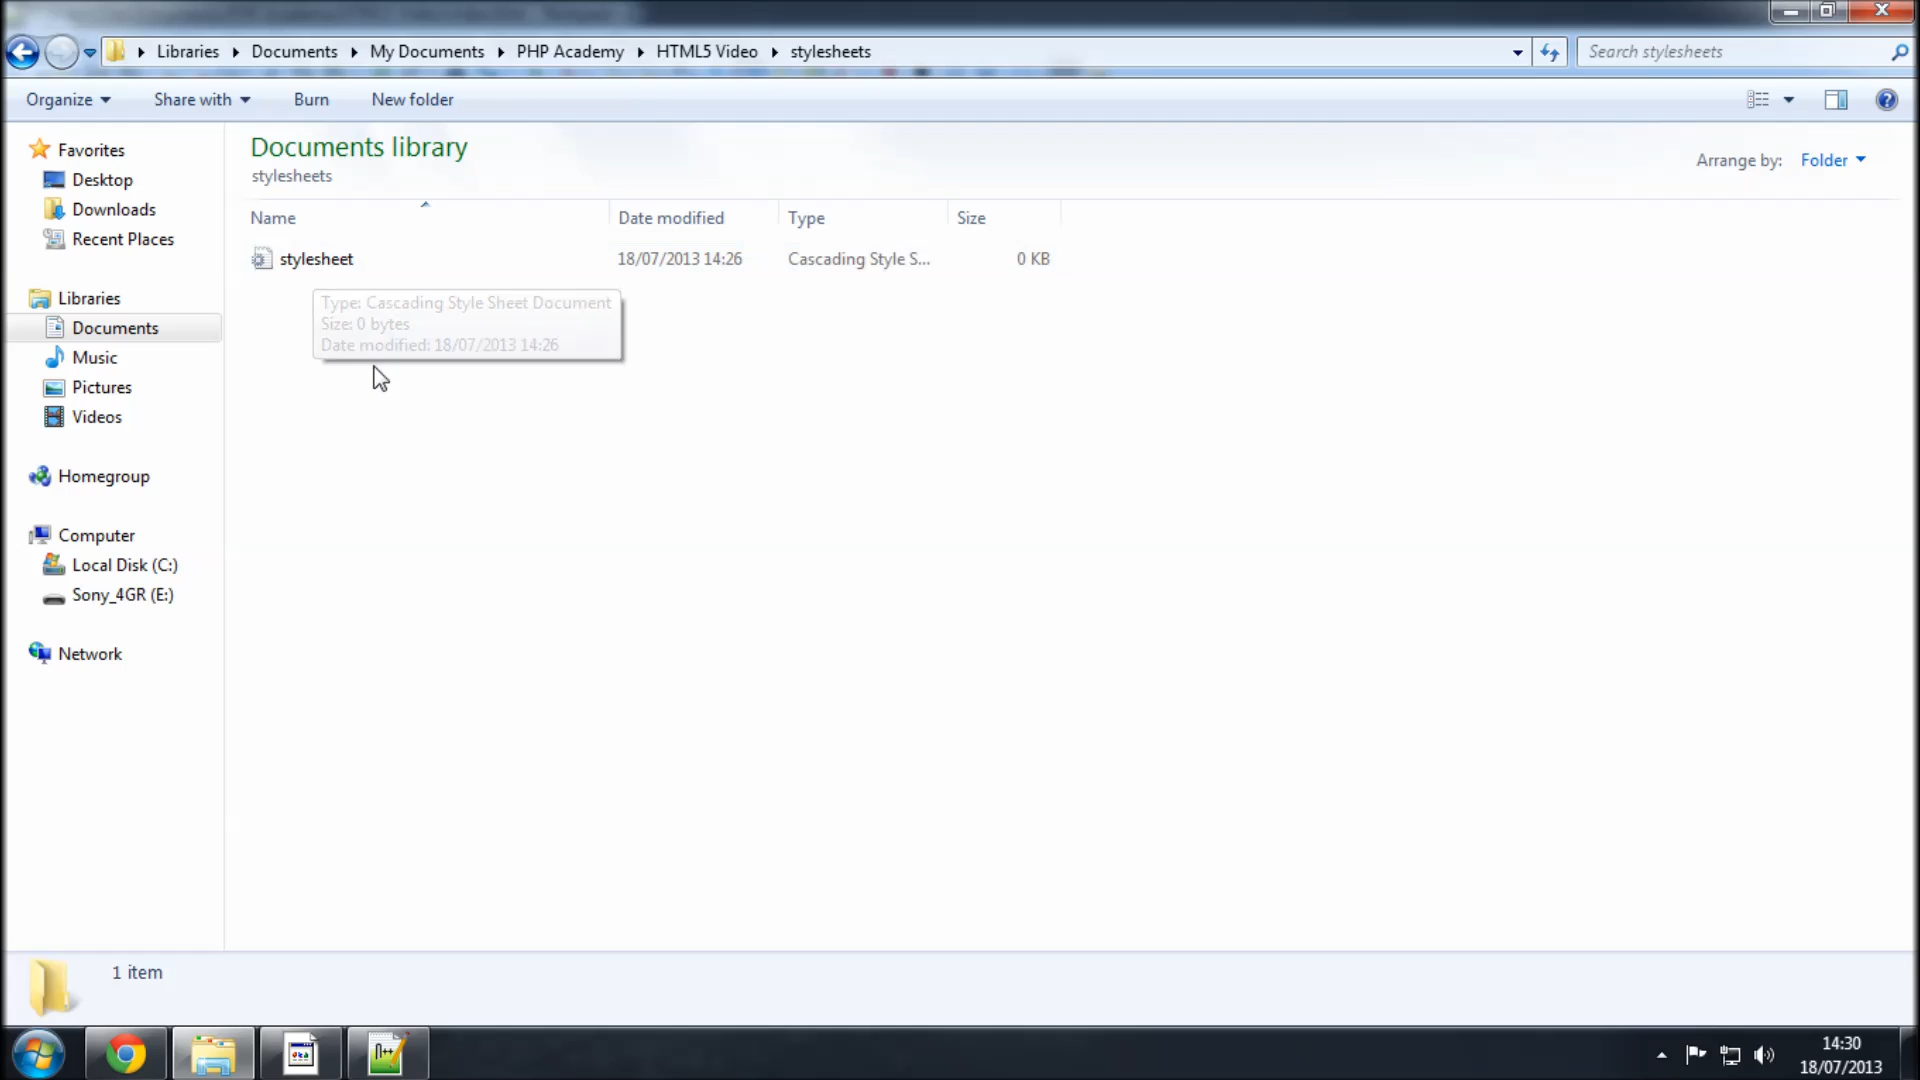 Libraries Documents My Documents PHP Academy HTML5 Video stylesheets
Search stylesheets
Organize Share with Burn New folder
Documents library
stylesheets
Arrange by: Folder
Name Date modified Type Size
stylesheet 18/07/2013 14:26 Cascading Style S... 0 KB
Type: Cascading Style Sheet Document
Size: 0 bytes
Date modified: 18/07/2013 14:26
Favorites
Desktop
Downloads
Recent Places
Libraries
Documents
Music
Pictures
Videos
Homegroup
Computer
Local Disk (C:)
Sony_4GR (E:)
Network
1 item
14:30
18/07/2013